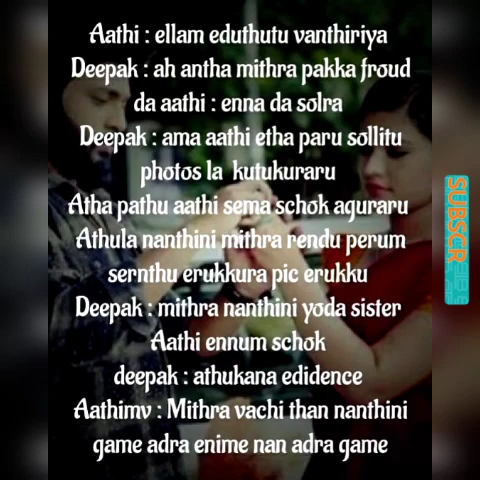 Aathi : ellam eduthutu vanthiriya
Deepak : ah antha mithra pakka froud
da aathi : enna da solra
Deepak : ama aathi etha paru sollitu
photos la kutukuraru
Atha pathu aathi sema schok aguraru
Athula nanthini mithra rendu perum
sernthu erukkura pic erukku
Deepak : mithra nanthini yoda sister
Aathi ennum schok
deepak : athukana edidence
Aathimv : Mithra vachi than nanthini
game adra enime nan adra game
SUBSCR